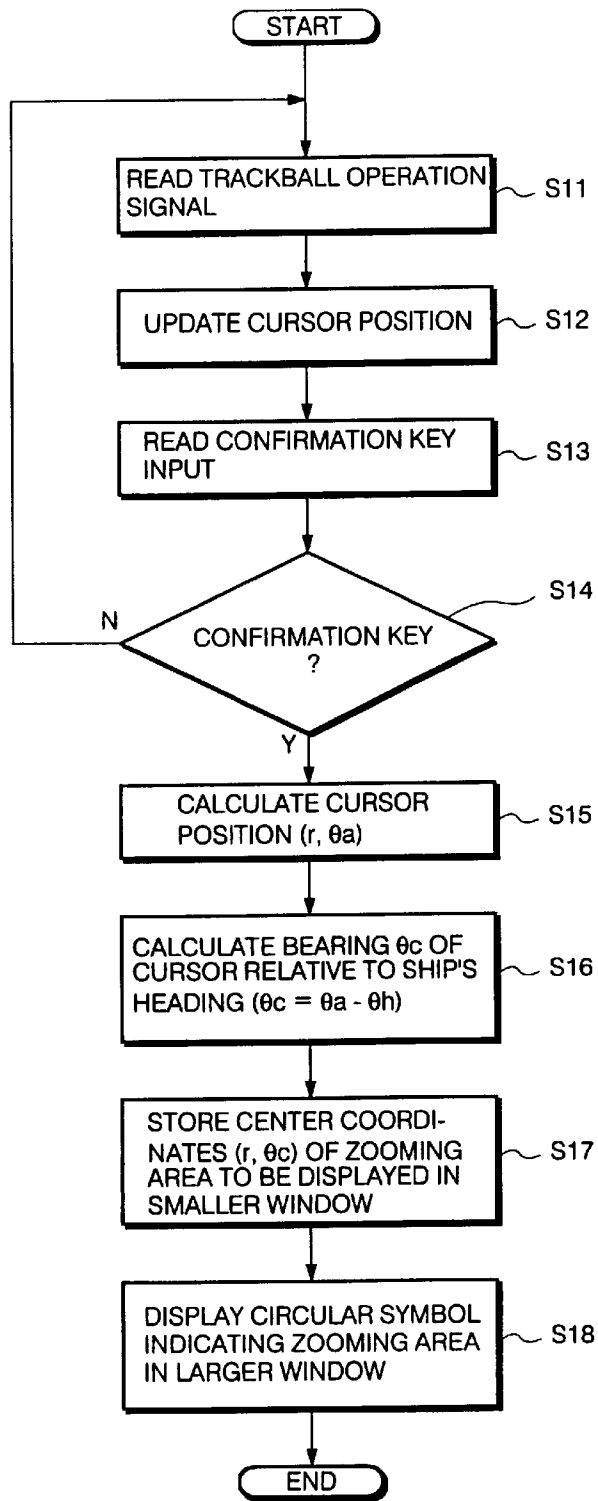 START
READ TRACKBALL OPERATION
SIGNAL
S11
UPDATE CURSOR POSITION
S12
READ CONFIRMATION KEY
INPUT
S13
S14
N
CONFIRMATION KEY
?
Y
CALCULATE CURSOR
POSITION (r, θa)
S15
CALCULATE BEARING θc OF
CURSOR RELATIVE TO SHIP'S
HEADING (θc = θa - θh)
S16
STORE CENTER COORDI-
NATES (r, θc) OF ZOOMING
AREA TO BE DISPLAYED IN
SMALLER WINDOW
S17
DISPLAY CIRCULAR SYMBOL
INDICATING ZOOMING AREA
IN LARGER WINDOW
S18
END